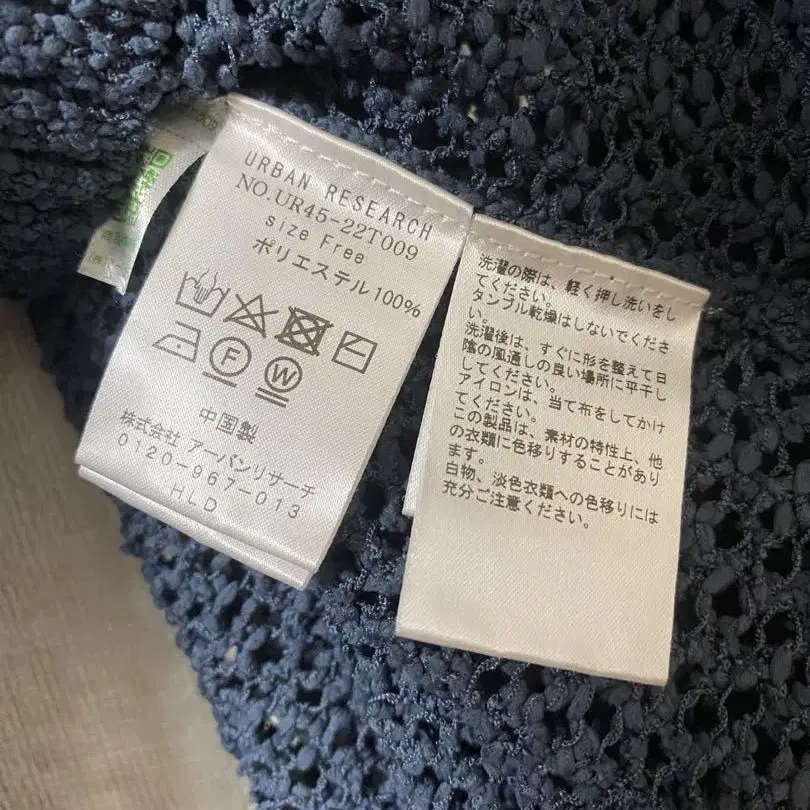 URBAN RESEARCH
NO.UR45-22T009
size Free
ポリエステル100%
F
W
中国製
株式会社 アーバンリサーチ
0120-967-013
HLD
洗濯の際は、軽く押し洗いをし
てください。
タンブル乾燥はしないでくださ
い。
洗濯後は、すぐに形を整えて日
陰の風通しの良い場所に平干し
してください。
アイロンは、当て布をしてかけ
てください。
この製品は、素材の特性上、他
の衣類に色移りすることがあり
ます。
白物、淡色衣類への色移りには
充分ご注意ください。